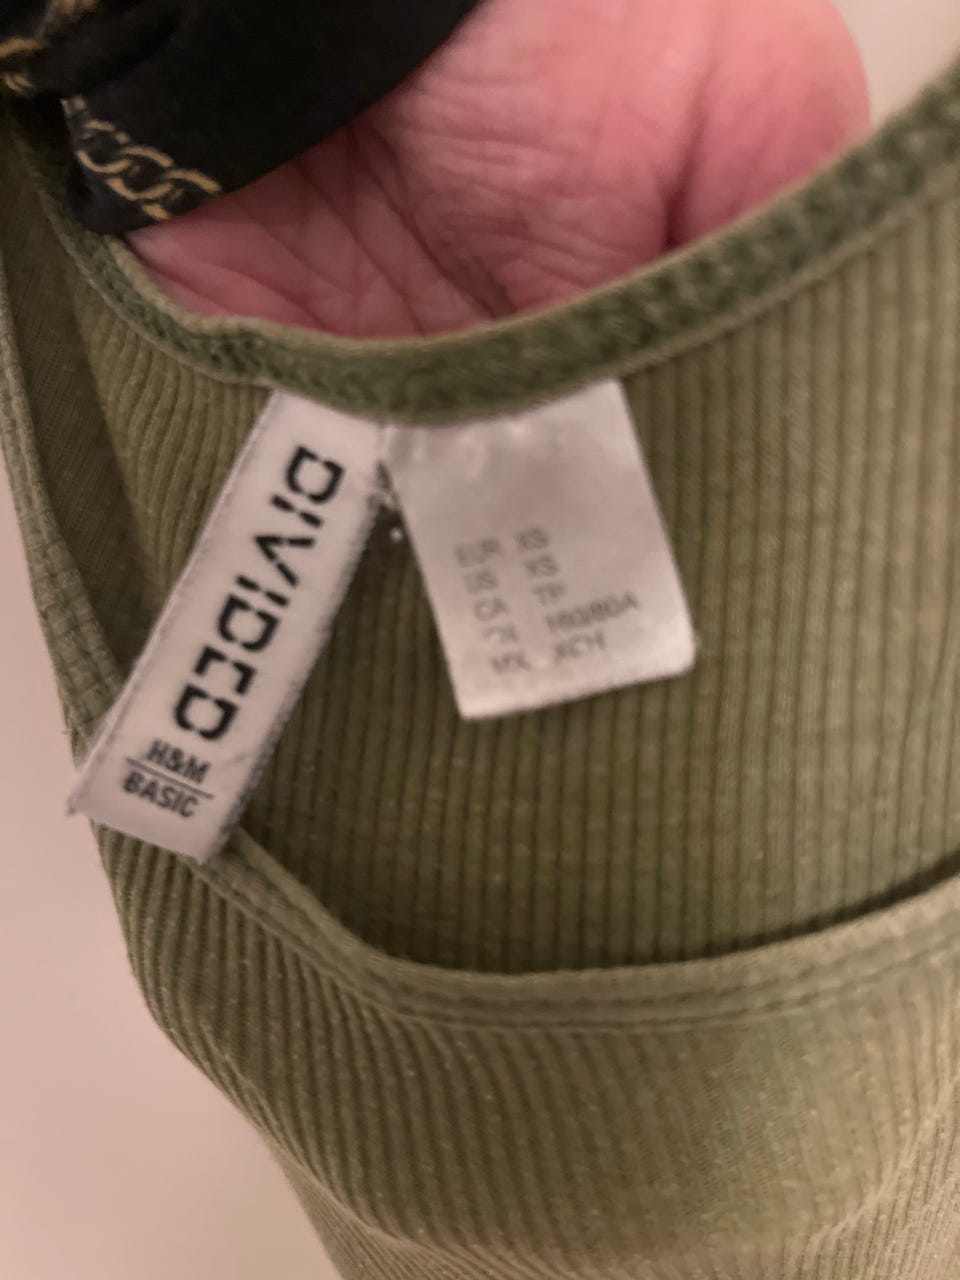 DIVIDED
H&M
BASIC
EUR XS
US XS
CA TP
CN 160/80A
MX XCH